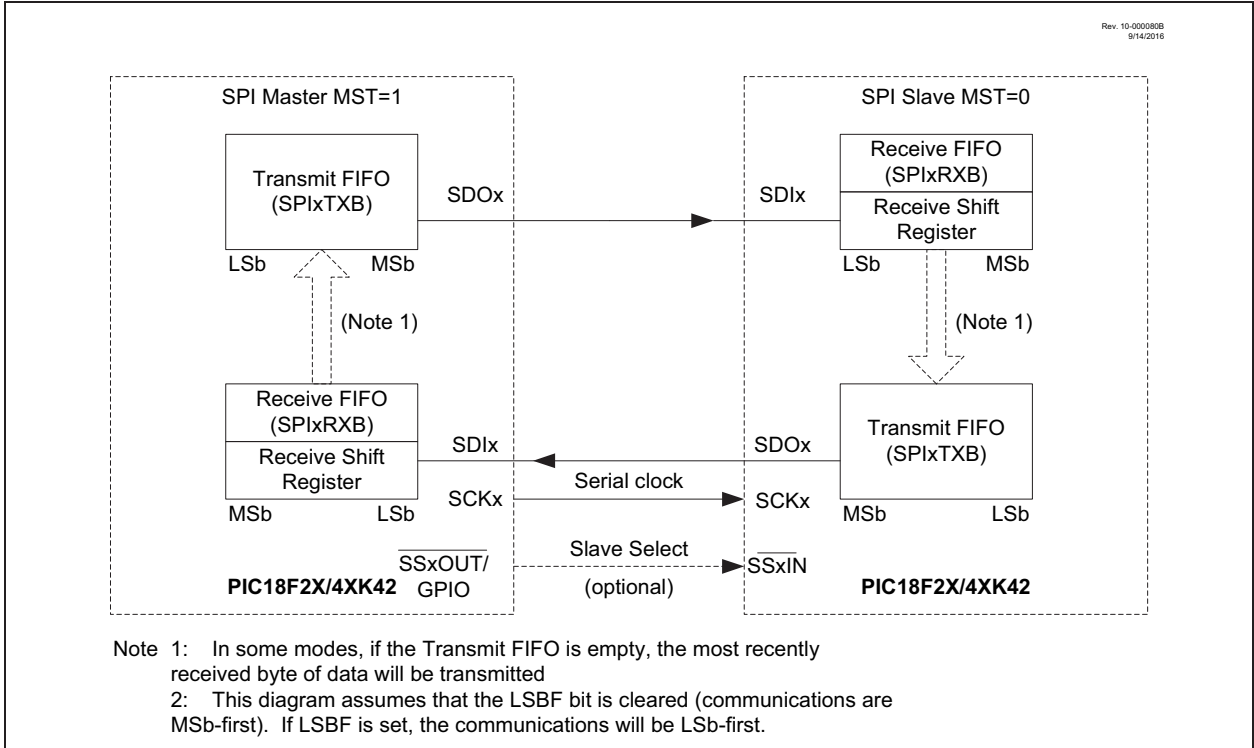 Rev. 10-000080B
9/14/2016
SPI Master MST=1
SPI Slave MST=0
Transmit FIFO
(SPIxTXB)
SDOx
SDIx
Receive FIFO
(SPIxRXB)
Receive Shift
Register
LSb
MSb
LSb
MSb
(Note 1)
(Note 1)
Receive FIFO
(SPIxRXB)
Receive Shift
Register
SDIx
SDOx
Transmit FIFO
(SPIxTXB)
Serial clock
SCKx
SCKx
MSb
LSb
MSb
LSb
SSxOUT/
GPIO
Slave Select
(optional)
SSxIN
PIC18F2X/4XK42
PIC18F2X/4XK42
Note 1: In some modes, if the Transmit FIFO is empty, the most recently
received byte of data will be transmitted
2: This diagram assumes that the LSBF bit is cleared (communications are
MSb-first). If LSBF is set, the communications will be LSb-first.